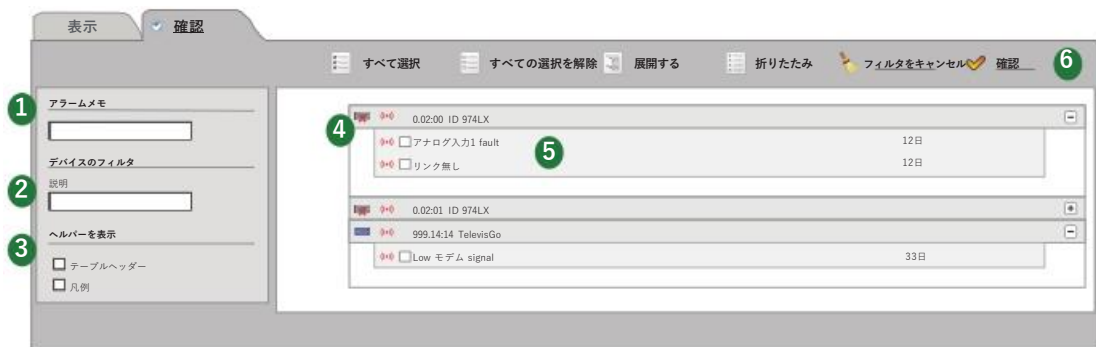 表示 確認
すべて選択 すべての選択を解除 展開する 折りたたみ フィルタをキャンセル 確認 6
1 アラームメモ
デバイスのフィルタ
2 説明
ヘルパーを表示
3
テーブルヘッダー
凡例
4 0.02:00 ID 974LX
アナログ入力1 fault 12日
5
リンク無し 12日
0.02:01 ID 974LX
999.14:14 TelevisGo
Low モデム signal 33日